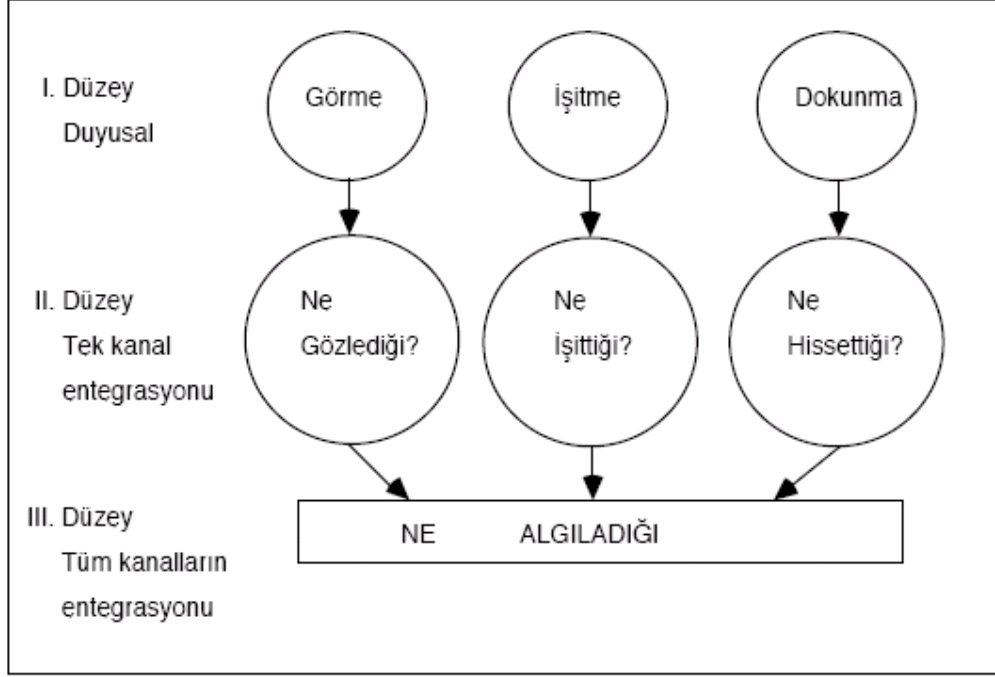 I. Düzey
Duyusal
Görme
İşitme
Dokunma
II. Düzey
Tek kanal
entegrasyonu
Ne
Gözlediği?
Ne
İşittiği?
Ne
Hissettiği?
III. Düzey
Tüm kanalların
entegrasyonu
NE ALGILADIĞI